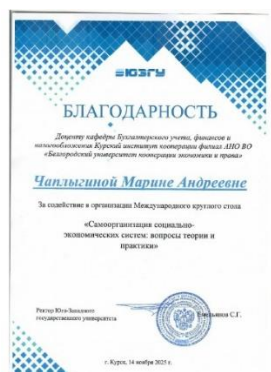 ЮЗГУ
БЛАГОДАРНОСТЬ
Доценту кафедры Бухгалтерского учета, финансов и
налогообложения Курский институт кооперации филиал АНО ВО
«Белгородский университет кооперации экономики и права»
Чаплыгиной Марине Андреевне
За содействие в организации Международного круглого стола
«Самоорганизация социально-
экономических систем: вопросы теории и
практики»
Ректор Юго-Западного
государственного университета
Емельянов С.Г.
г. Курск, 14 ноября 2025 г.